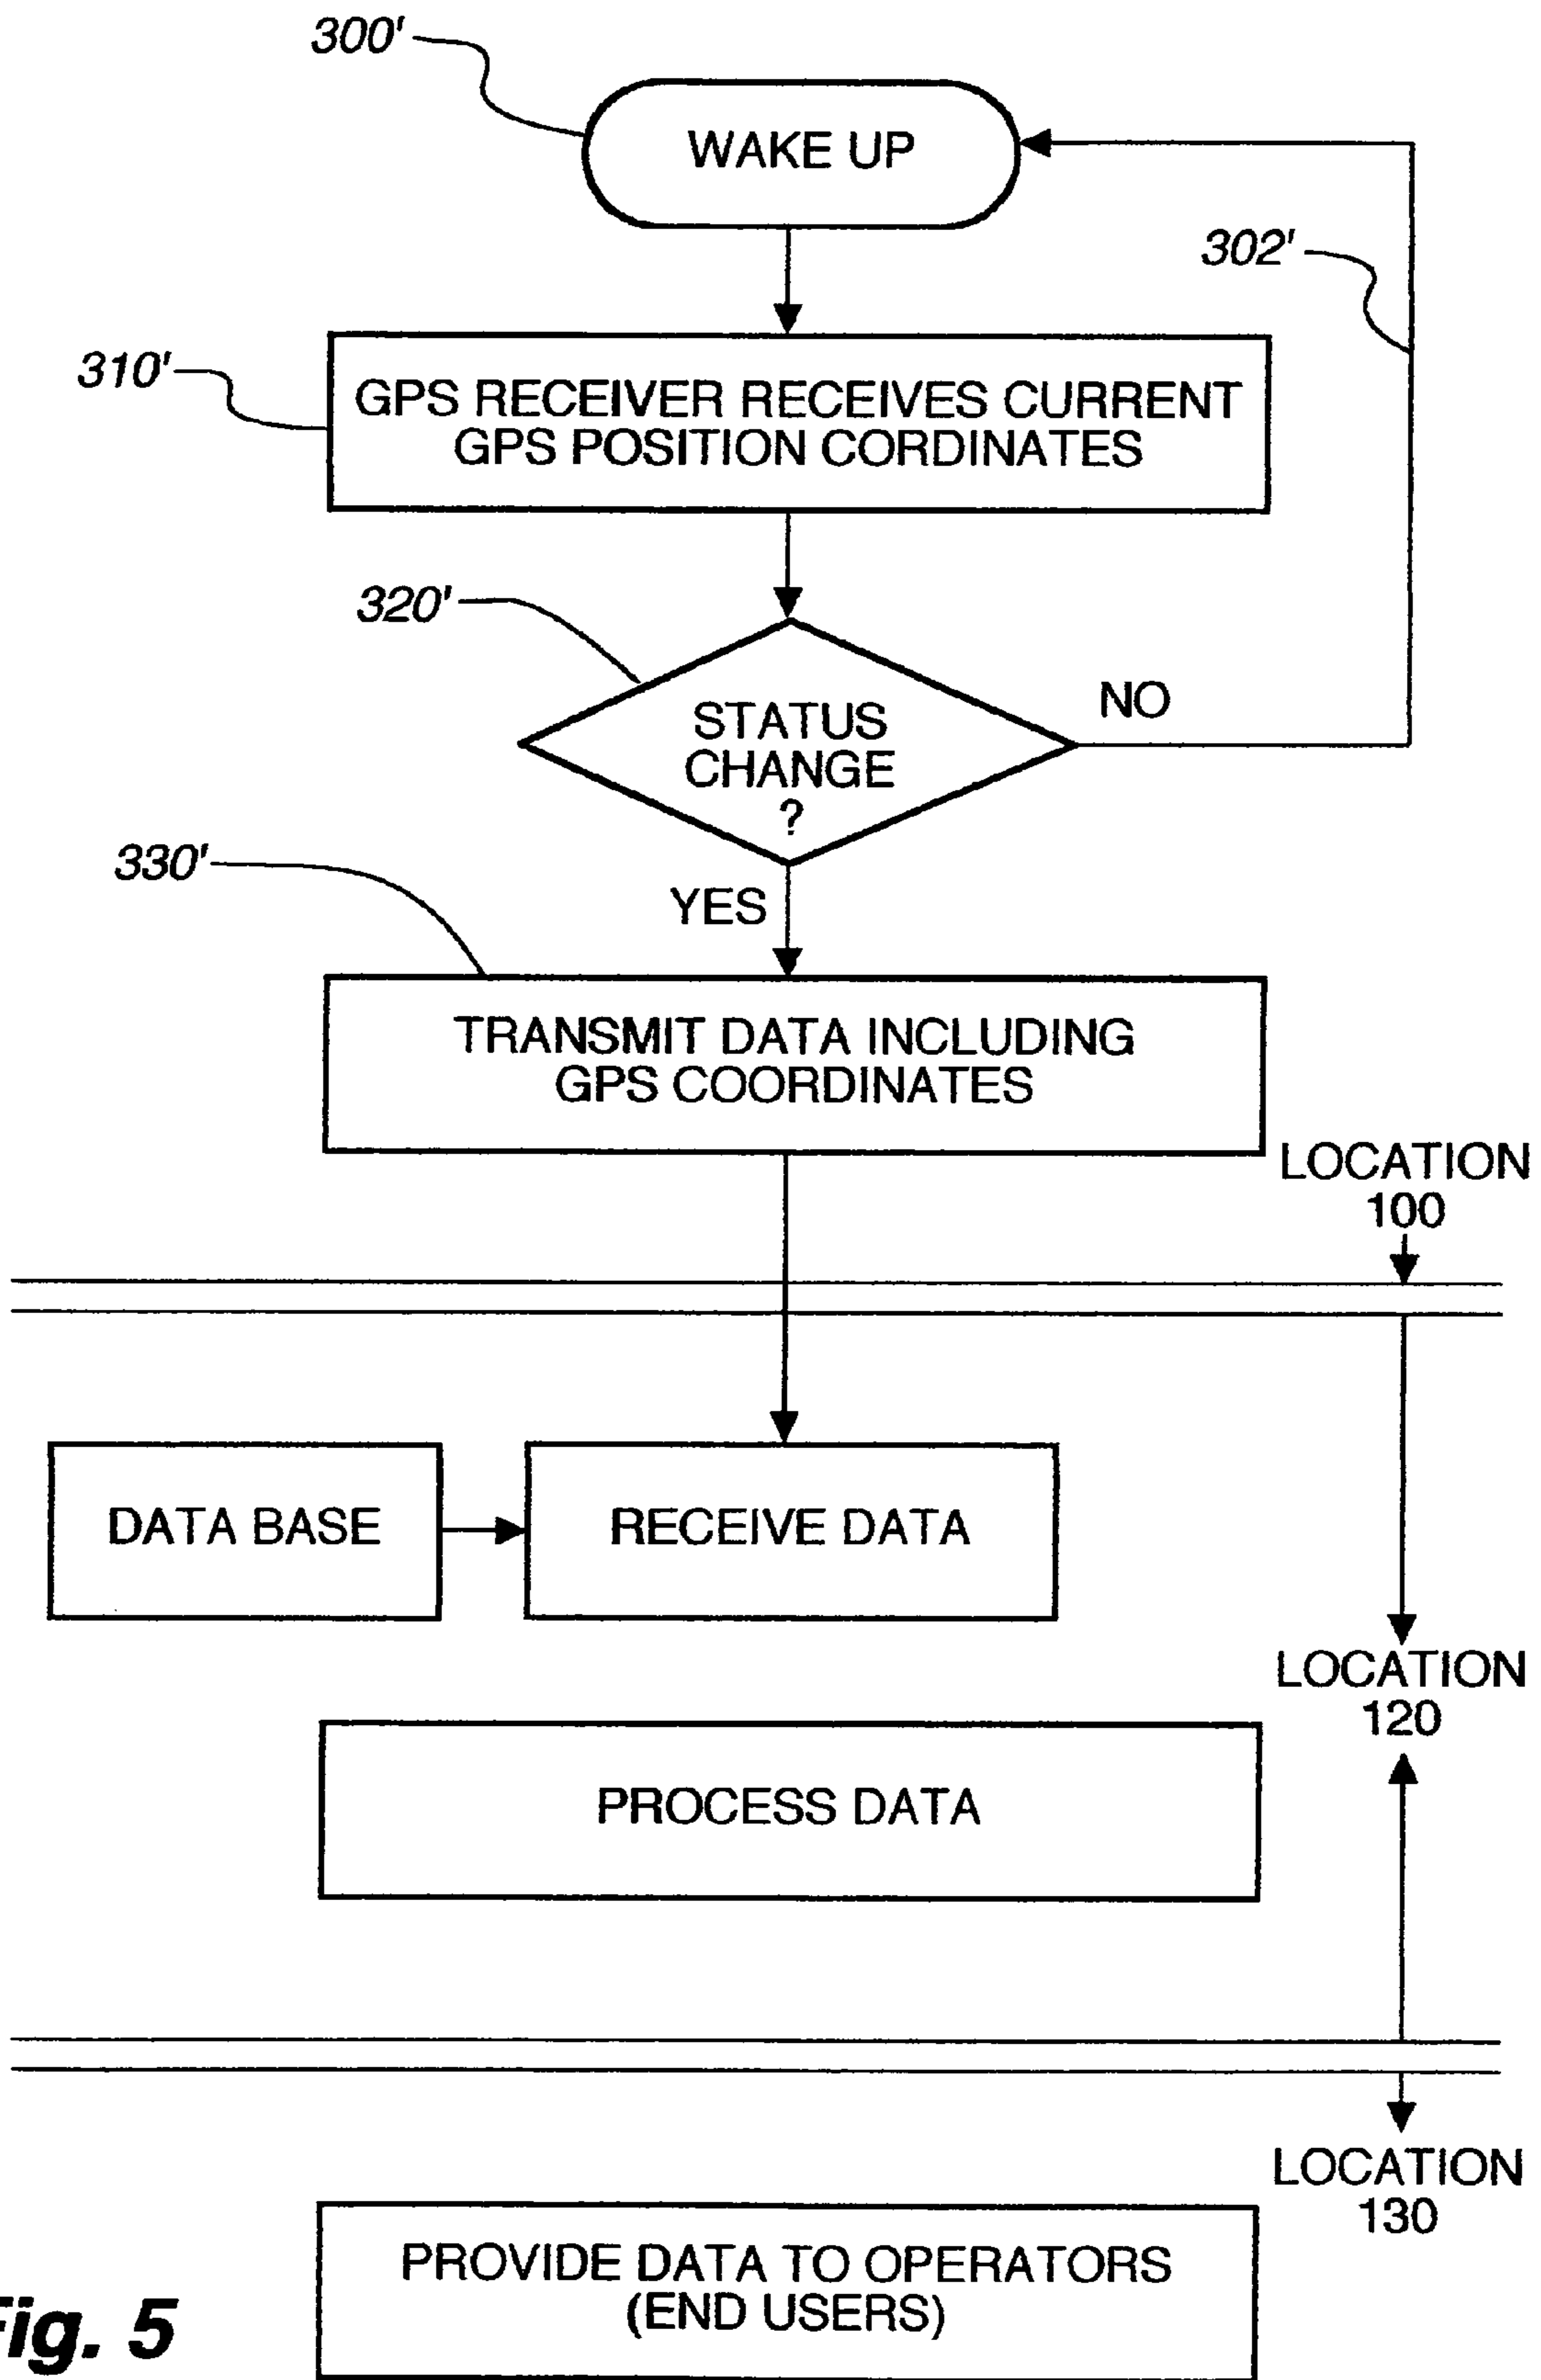 300'
WAKE UP
302'
310'
GPS RECEIVER RECEIVES CURRENT
GPS POSITION CORDINATES
320'
STATUS
CHANGE
?
NO
330'
YES
TRANSMIT DATA INCLUDING
GPS COORDINATES
LOCATION
100
DATA BASE
RECEIVE DATA
LOCATION
120
PROCESS DATA
LOCATION
130
PROVIDE DATA TO OPERATORS
(END USERS)
Fig. 5